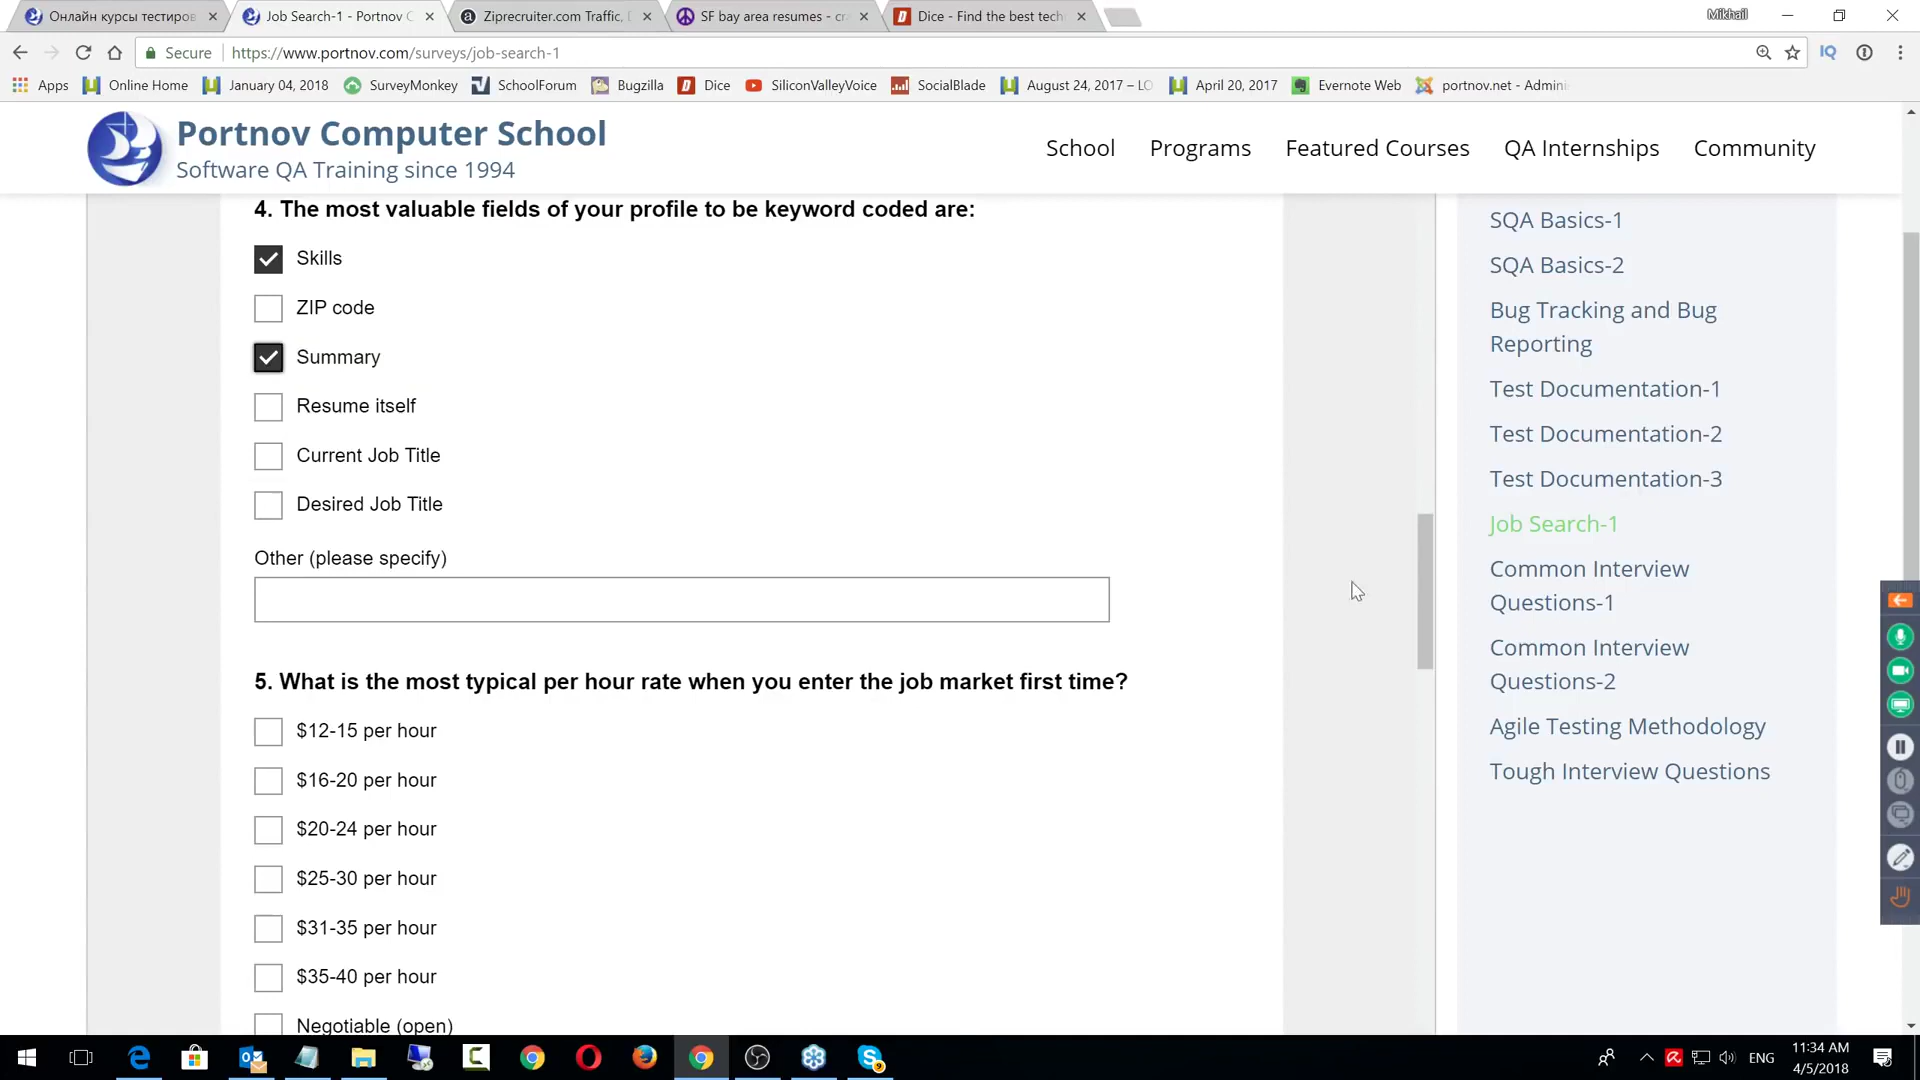 Онлайн курсы тестиров
Job Search-1 - Portnov C
Ziprecruiter.com Traffic, D
SF bay area resumes - cra
Dice - Find the best tech
Mikhail
Secure
https://www.portnov.com/surveys/job-search-1
Apps
Online Home
January 04, 2018
SurveyMonkey
SchoolForum
Bugzilla
Dice
SiliconValleyVoice
SocialBlade
August 24, 2017 – LO
April 20, 2017
Evernote Web
portnov.net - Admini
Portnov Computer School
Software QA Training since 1994
School
Programs
Featured Courses
QA Internships
Community
4. The most valuable fields of your profile to be keyword coded are:
Skills
ZIP code
Summary
Resume itself
Current Job Title
Desired Job Title
Other (please specify)
5. What is the most typical per hour rate when you enter the job market first time?
$12-15 per hour
$16-20 per hour
$20-24 per hour
$25-30 per hour
$31-35 per hour
$35-40 per hour
Negotiable (open)
SQA Basics-1
SQA Basics-2
Bug Tracking and Bug
Reporting
Test Documentation-1
Test Documentation-2
Test Documentation-3
Job Search-1
Common Interview
Questions-1
Common Interview
Questions-2
Agile Testing Methodology
Tough Interview Questions
ENG
11:34 AM
4/5/2018